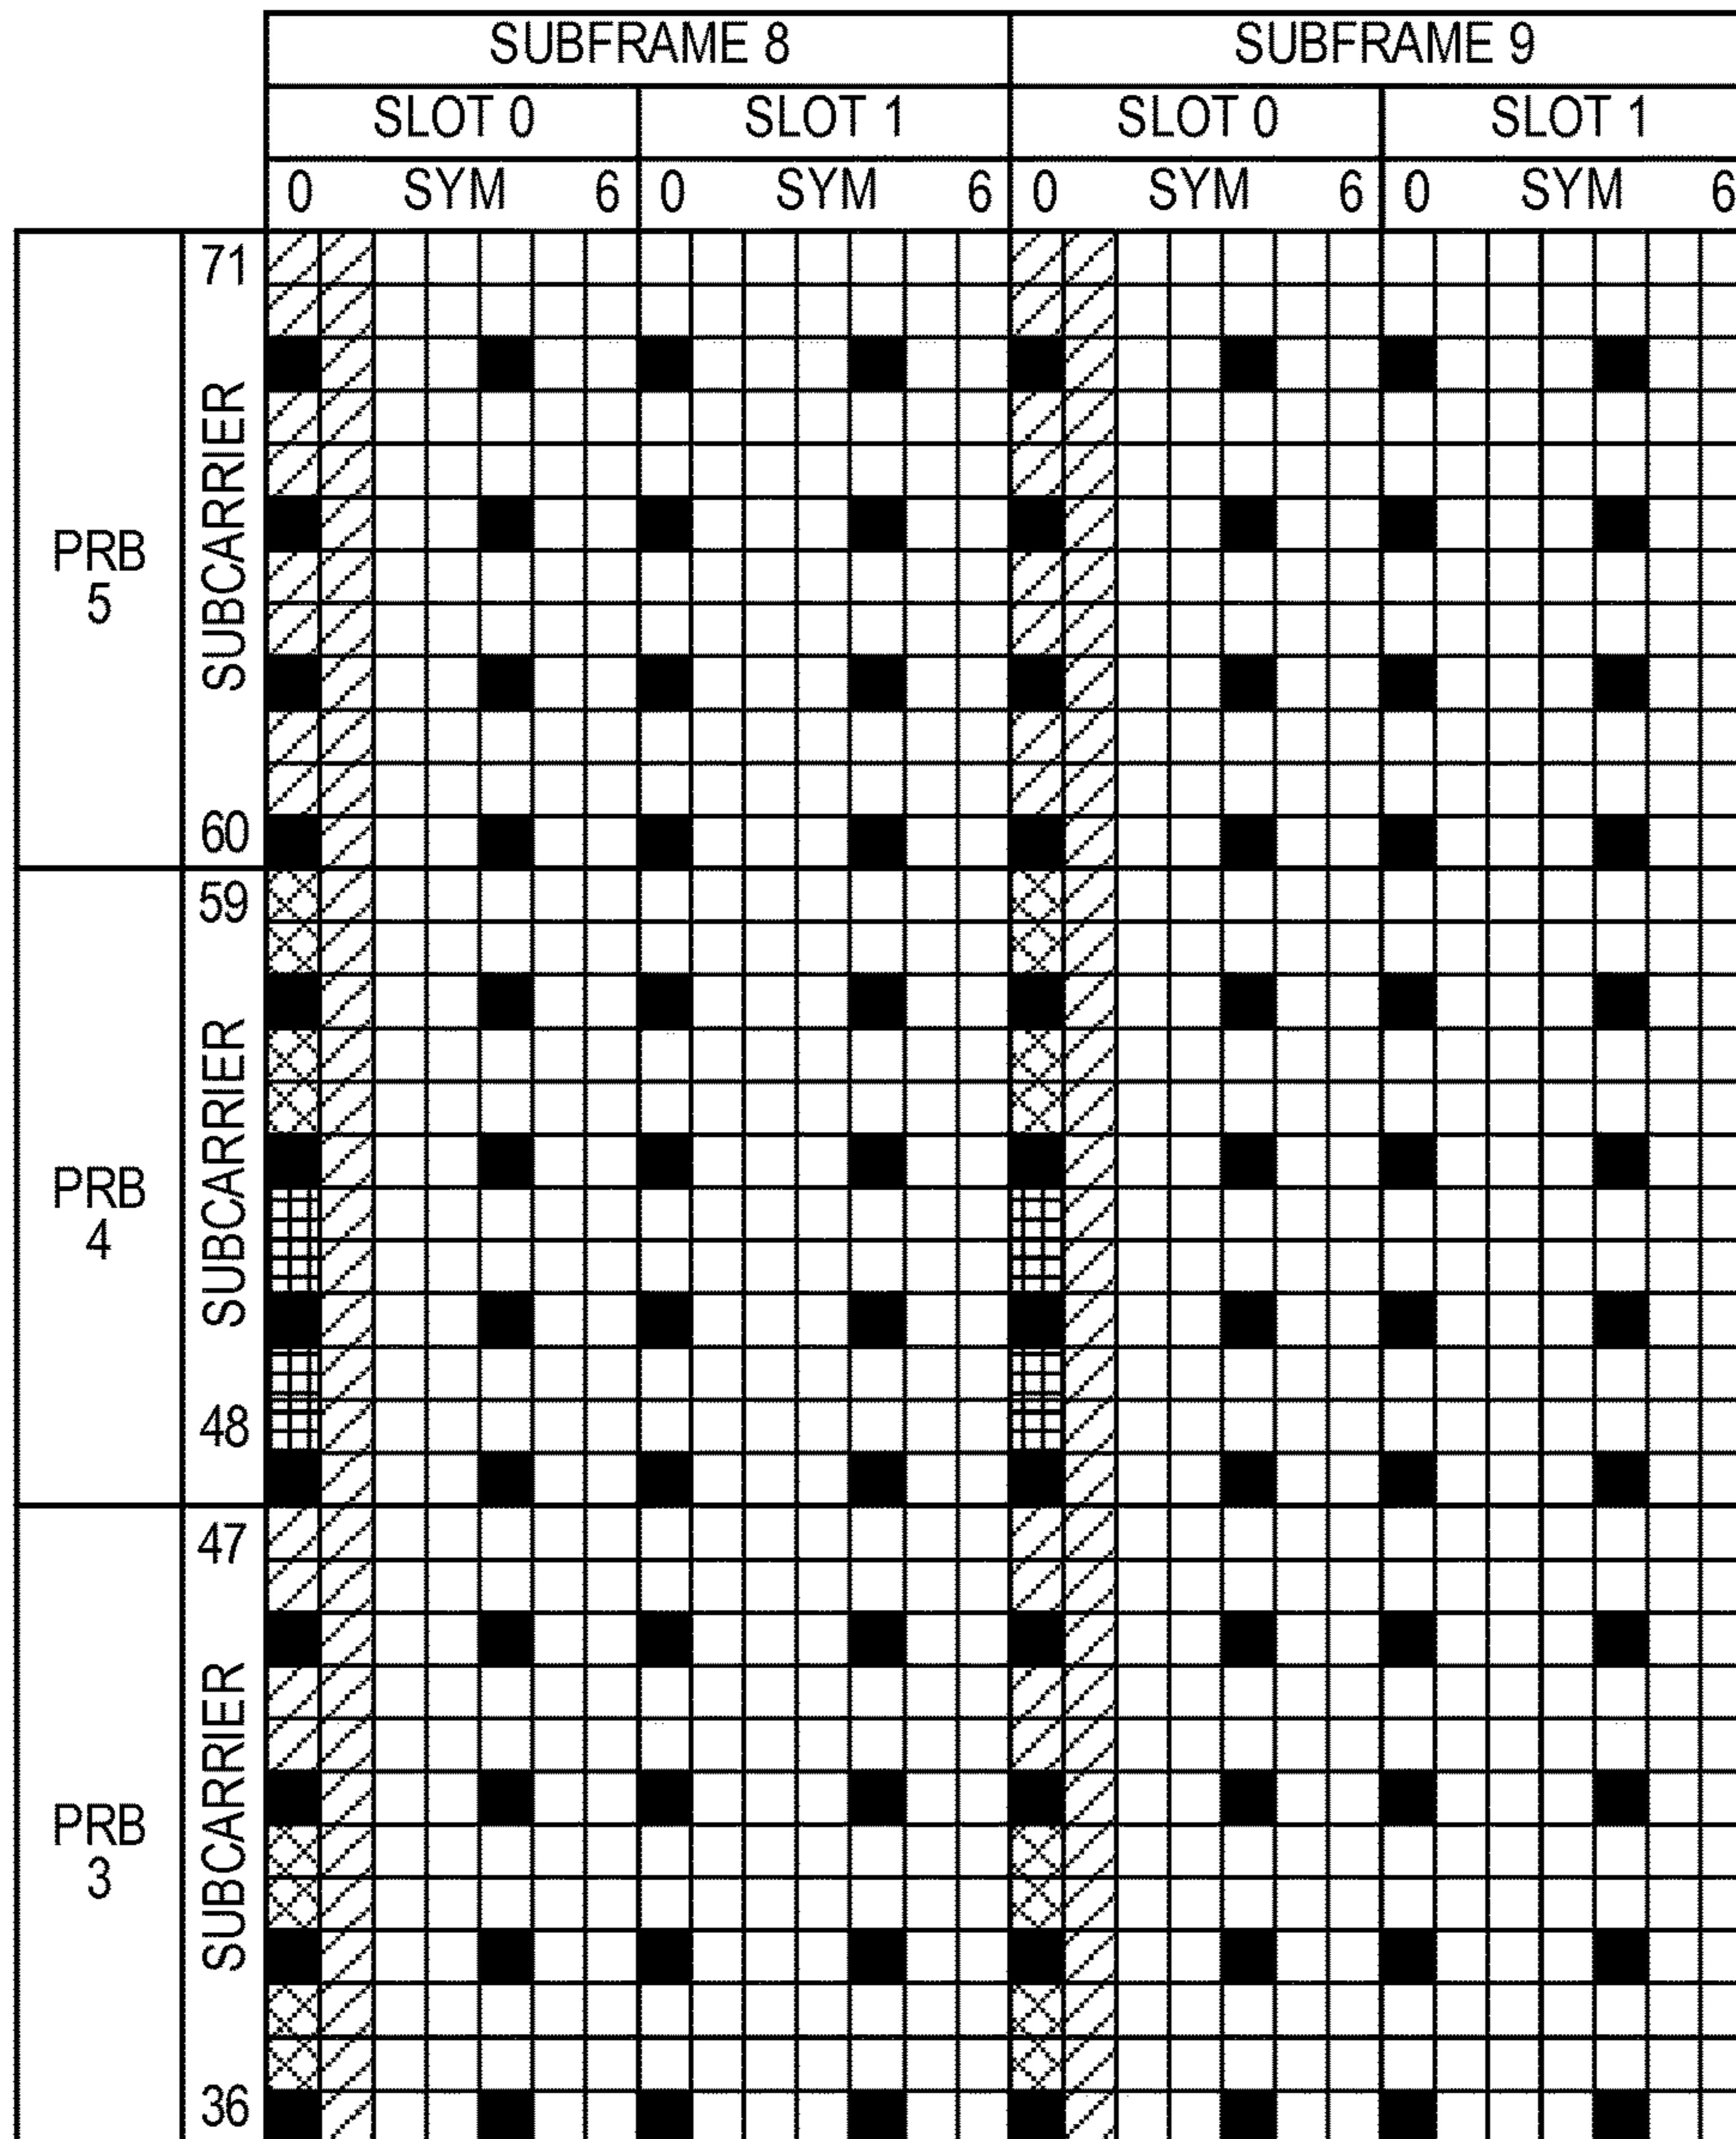 SUBFRAME 8 SUBFRAME 9
SLOT 0 SLOT 1 SLOT 0 SLOT 1
0 SYM 6 0 SYM 6 0 SYM 6 0 SYM 6
PRB
5
71
SUBCARRIER
60
PRB
4
59
SUBCARRIER
48
PRB
3
47
SUBCARRIER
36